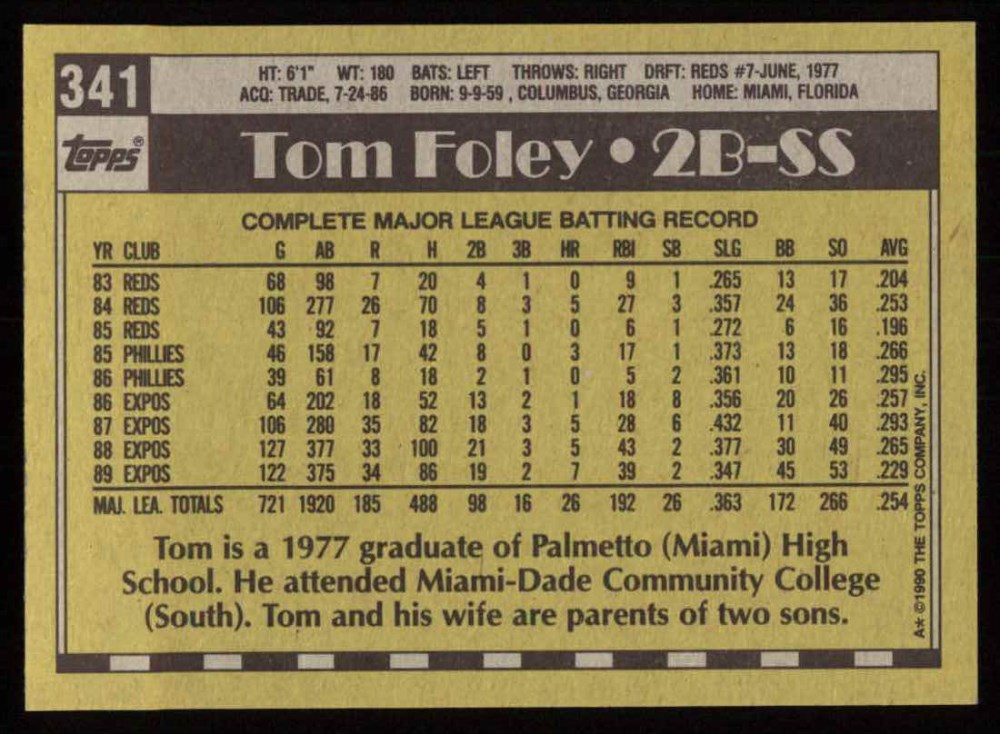 341
HT: 6'1" WT: 180 BATS: LEFT THROWS: RIGHT DRFT: REDS #7-JUNE, 1977
ACQ: TRADE, 7-24-86 BORN: 9-9-59 , COLUMBUS, GEORGIA HOME: MIAMI, FLORIDA
topps®
Tom Foley • 2B-SS
COMPLETE MAJOR LEAGUE BATTING RECORD
YR CLUB G AB R H 2B 3B HR RBI SB SLG BB SO AVG
83 REDS 68 98 7 20 4 1 0 9 1 .265 13 17 .204
84 REDS 106 277 26 70 8 3 5 27 3 .357 24 36 .253
85 REDS 43 92 7 18 5 1 0 6 1 .272 6 16 .196
85 PHILLIES 46 158 17 42 8 0 3 17 1 .373 13 18 .266
86 PHILLIES 39 61 8 18 2 1 0 5 2 .361 10 11 .295
86 EXPOS 64 202 18 52 13 2 1 18 8 .356 20 26 .257
87 EXPOS 106 280 35 82 18 3 5 28 6 .432 11 40 .293
88 EXPOS 127 377 33 100 21 3 5 43 2 .377 30 49 .265
89 EXPOS 122 375 34 86 19 2 7 39 2 .347 45 53 .229
MAJ. LEA. TOTALS 721 1920 185 488 98 16 26 192 26 .363 172 266 .254
Tom is a 1977 graduate of Palmetto (Miami) High
School. He attended Miami-Dade Community College
(South). Tom and his wife are parents of two sons.
A* ©1990 THE TOPPS COMPANY, INC.